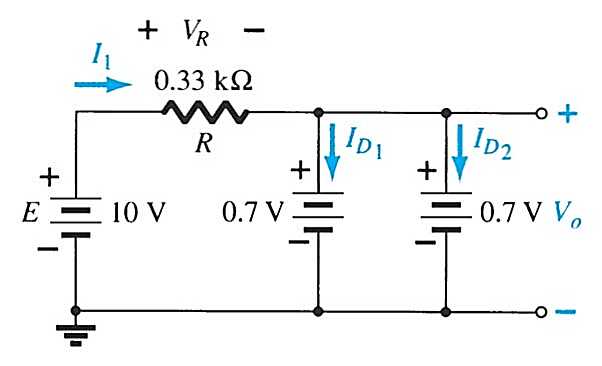 + V_R −
I_1
0.33 kΩ
R
+
I_D1
I_D2
+
+
+
E
10 V
0.7 V
0.7 V
V_o
−
−
−
−